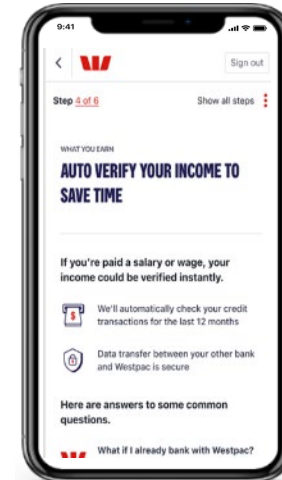 9:41
Sign out
Step 4 of 6
Show all steps
WHAT YOU EARN
AUTO VERIFY YOUR INCOME TO
SAVE TIME
If you're paid a salary or wage, your
income could be verified instantly.
$
We'll automatically check your credit
transactions for the last 12 months
Data transfer between your other bank
and Westpac is secure
Here are answers to some common
questions.
What if I already bank with Westpac?